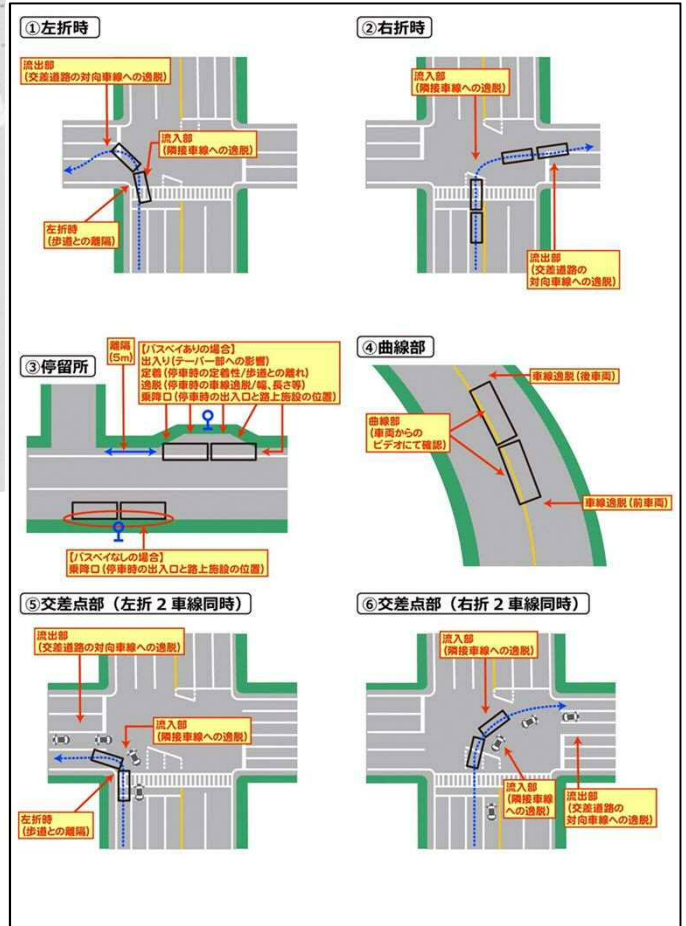 ①左折時
流出部
(交差道路の対向車線への逸脱)
流入部
(隣接車線への逸脱)
左折時
(歩道との離隔)
②右折時
流入部
(隣接車線への逸脱)
流出部
(交差道路の
対向車線への逸脱)
③停留所
離隔
(5m)
【バスベイありの場合】
出入り(テーパー部への影響)
定着(停車時の定着性/歩道との離れ)
逸脱(停車時の車線逸脱/幅、長さ等)
乗降口(停車時の出入口と路上施設の位置)
【バスベイなしの場合】
乗降口(停車時の出入口と路上施設の位置)
④曲線部
車線逸脱(後車両)
曲線部
(車両からの
ビデオにて確認)
車線逸脱(前車両)
⑤交差点部(左折2車線同時)
流出部
(交差道路の対向車線への逸脱)
流入部
(隣接車線への逸脱)
左折時
(歩道との離隔)
⑥交差点部(右折2車線同時)
流入部
(隣接車線への逸脱)
流入部
(隣接車線
への逸脱)
流出部
(交差道路の
対向車線への逸脱)